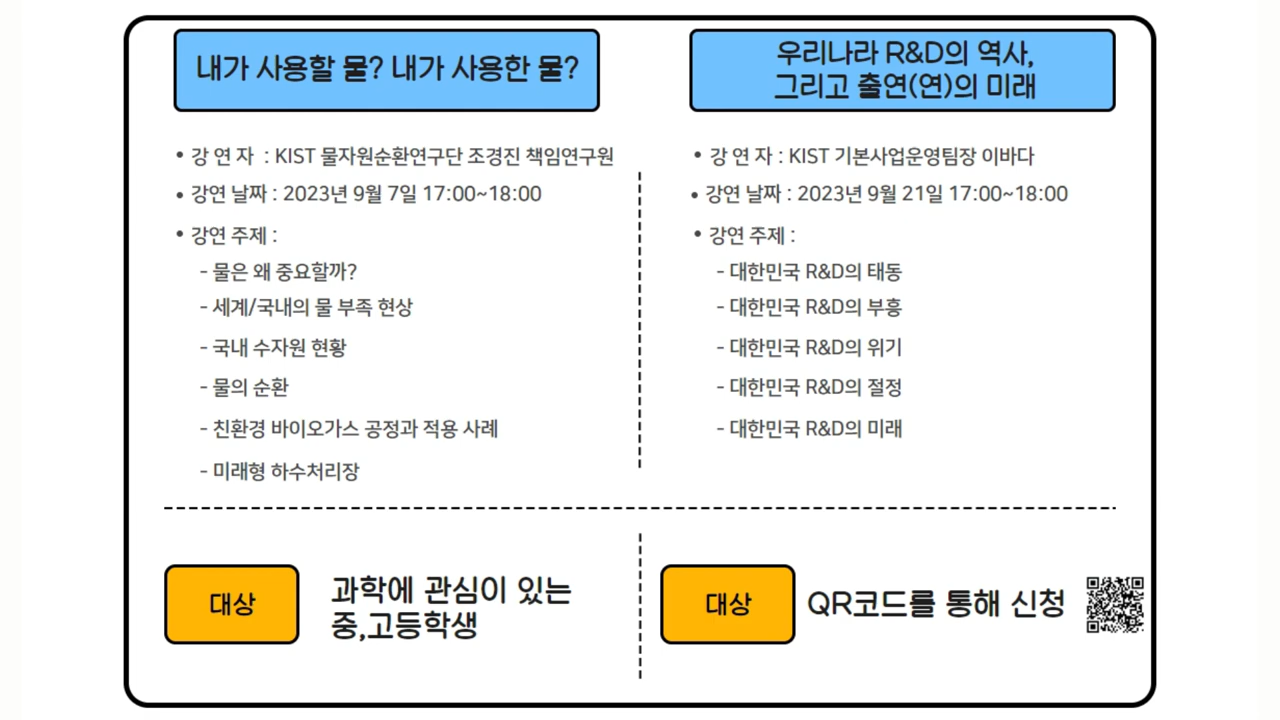 내가 사용할 물? 내가 사용한 물?
• 강 연 자 : KIST 물자원순환연구단 조경진 책임연구원
• 강연 날짜 : 2023년 9월 7일 17:00~18:00
• 강연 주제 :
- 물은 왜 중요할까?
- 세계/국내의 물 부족 현상
- 국내 수자원 현황
- 물의 순환
- 친환경 바이오가스 공정과 적용 사례
- 미래형 하수처리장
우리나라 R&D의 역사,
그리고 출연(연)의 미래
• 강 연 자 : KIST 기본사업운영팀장 이바다
• 강연 날짜 : 2023년 9월 21일 17:00~18:00
• 강연 주제 :
- 대한민국 R&D의 태동
- 대한민국 R&D의 부흥
- 대한민국 R&D의 위기
- 대한민국 R&D의 절정
- 대한민국 R&D의 미래
대상
과학에 관심이 있는
중,고등학생
대상
QR코드를 통해 신청